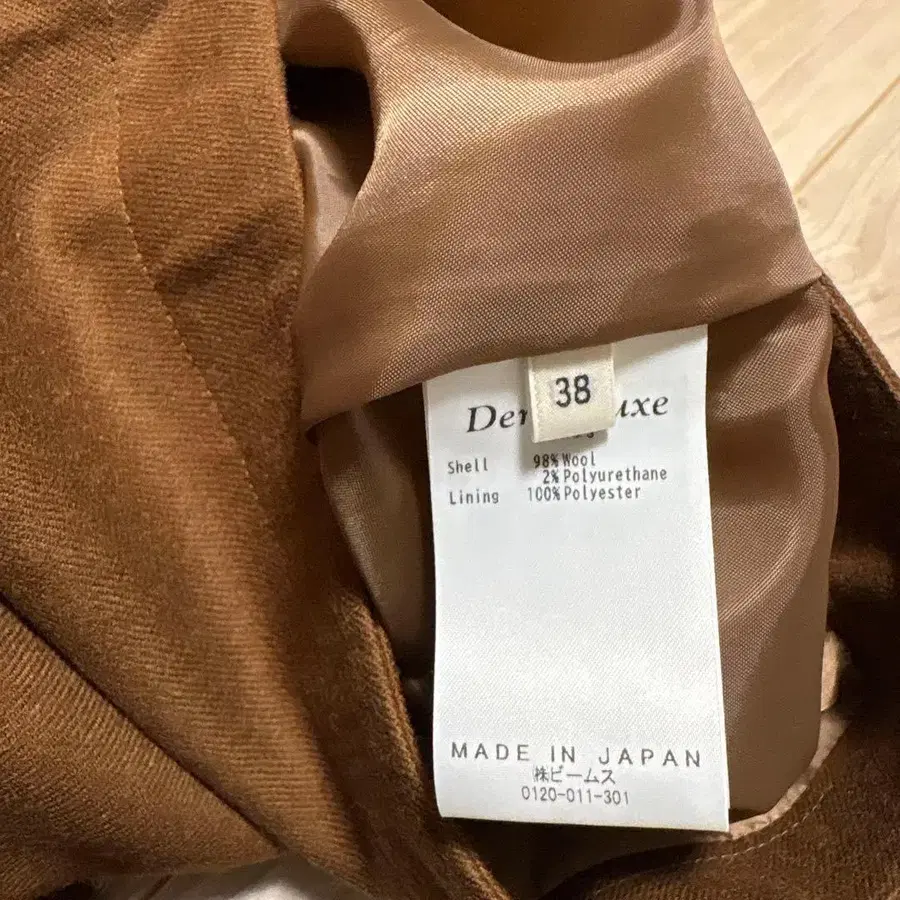 38
Shell 98% Wool
2% Polyurethane
Lining 100% Polyester
MADE IN JAPAN
㈱ビームス
0120-011-301